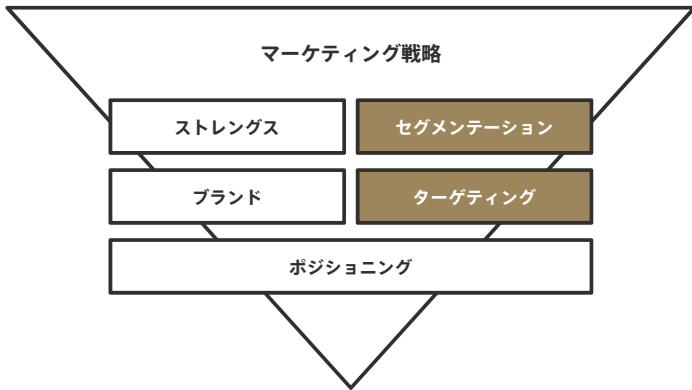 マーケティング戦略
ストレングス
セグメンテーション
ブランド
ターゲティング
ポジショニング